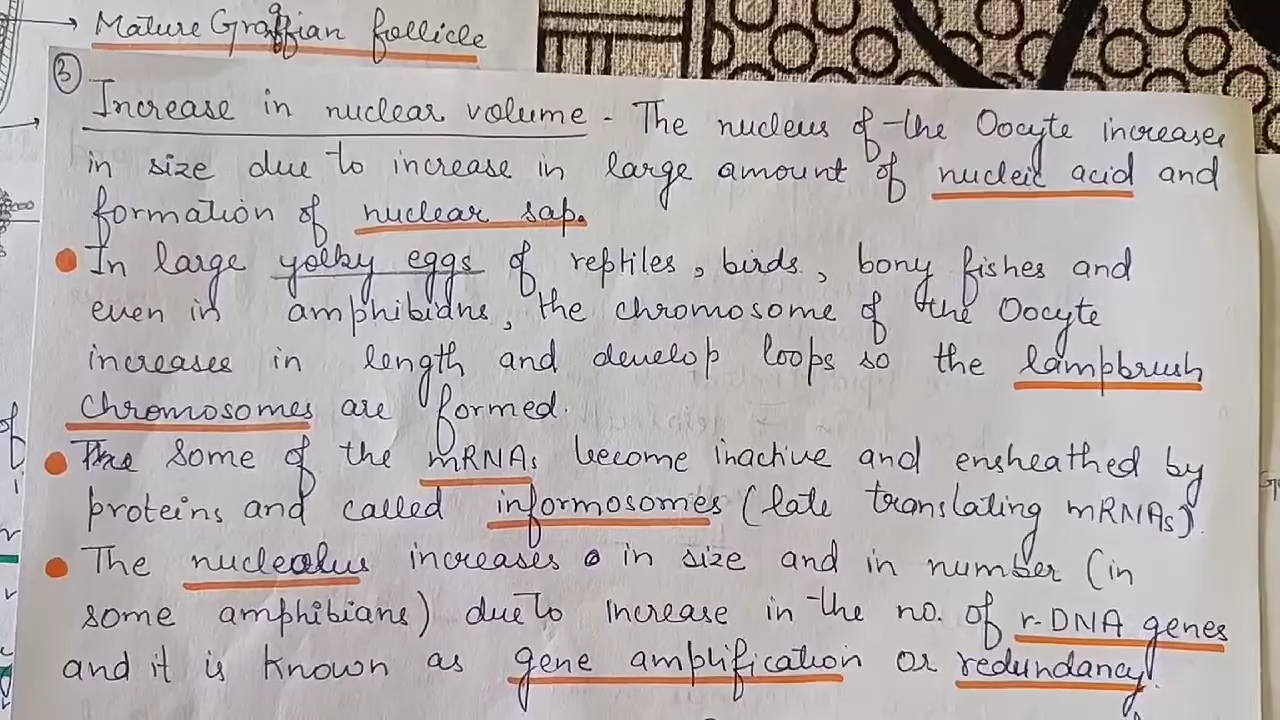 Mature Graffian follicle
③
Increase in nuclear volume - The nucleus of the Oocyte increases
in size due to increase in large amount of nucleic acid and
formation of nuclear sap.
• In large yolky eggs of reptiles, birds, bony fishes and
even in amphibians, the chromosome of the Oocyte
increases in length and develop loops so the lampbrush
chromosomes are formed.
• The Some of the mRNAs become inactive and ensheathed by
proteins and called informosomes (late translating mRNAs).
• The nucleolus increases in size and in number (in
some amphibians) due to increase in the no. of r-DNA genes
and it is known as gene amplification or redundancy.
of